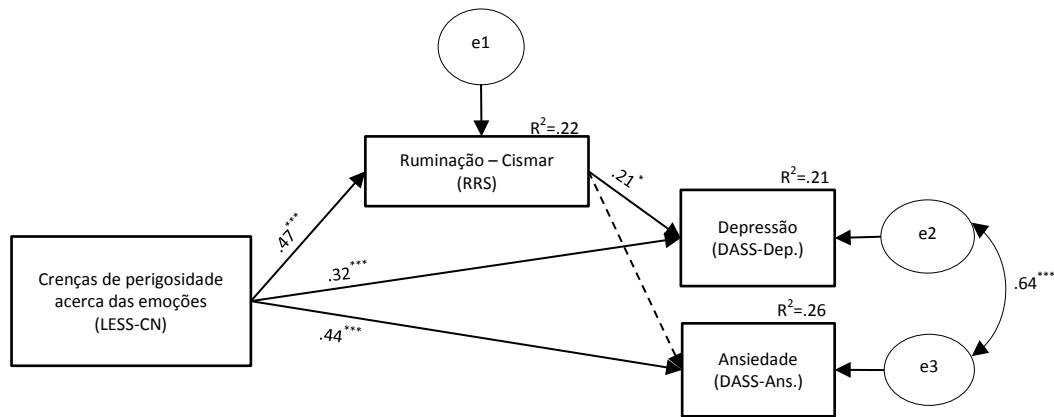 e1
R²=.22
Ruminação – Cismar
(RRS)
.21*
R²=.21
Depressão
(DASS-Dep.)
e2
.47***
.32***
Crenças de perigosidade
acerca das emoções
(LESS-CN)
.64***
.44***
R²=.26
Ansiedade
(DASS-Ans.)
e3